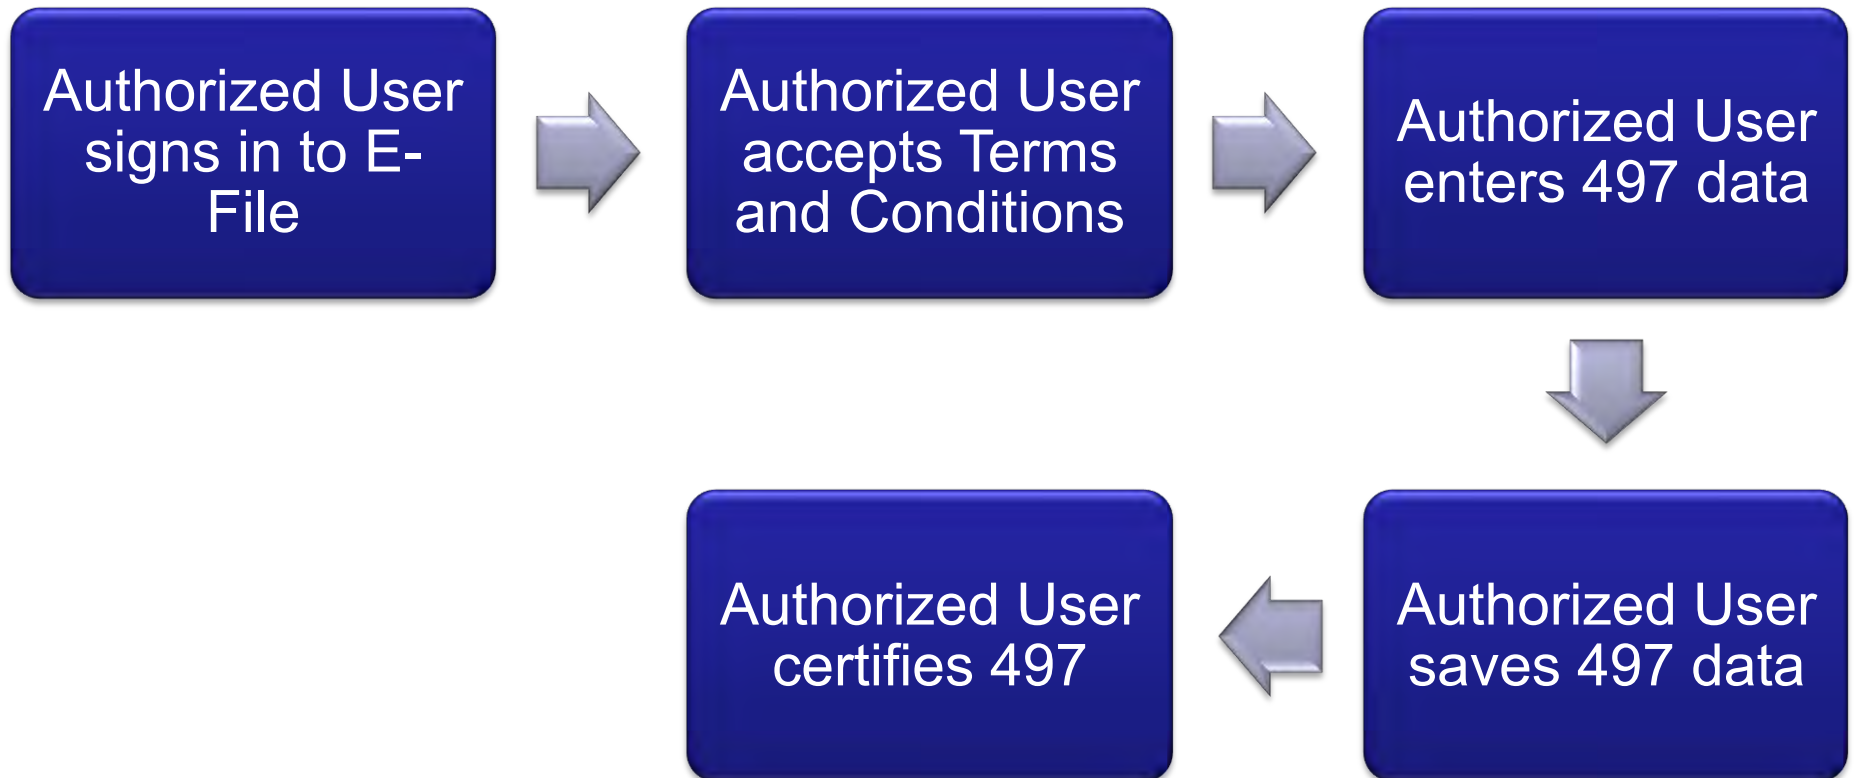 Authorized User
signs in to E-
File
Authorized User
accepts Terms
and Conditions
Authorized User
enters 497 data
Authorized User
saves 497 data
Authorized User
certifies 497